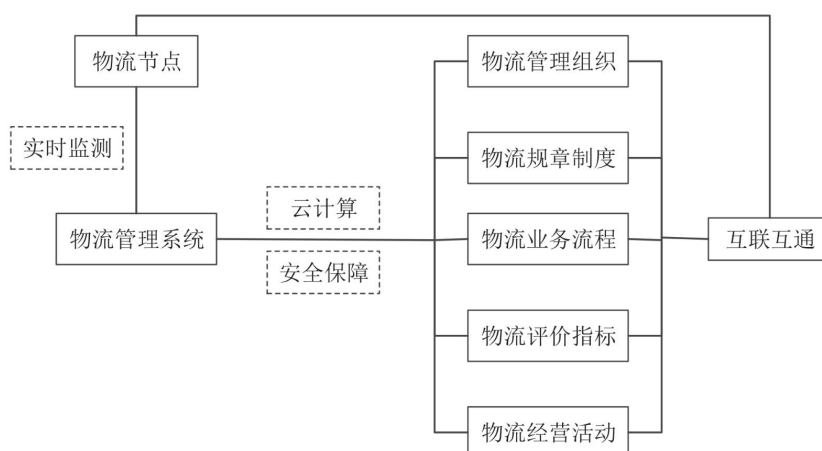 物流节点
物流管理组织
实时监测
物流规章制度
云计算
物流管理系统
物流业务流程
互联互通
安全保障
物流评价指标
物流经营活动